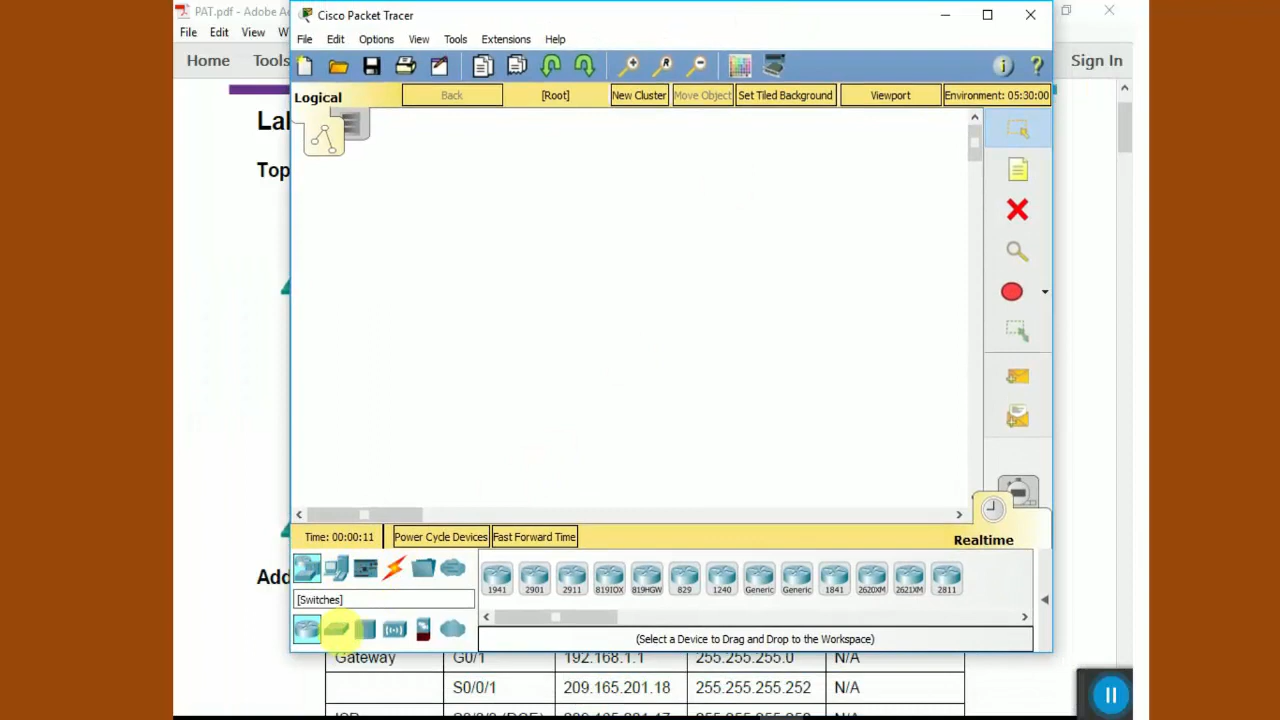 PAT.pdf - Adobe Ac
File Edit View W
Home Tools
Sign In
Lal
Top
Add
Cisco Packet Tracer
File Edit Options View Tools Extensions Help
R
i ?
Logical
Back [Root] New Cluster Move Object Set Tiled Background Viewport Environment: 05:30:00
Time: 00:00:11 Power Cycle Devices Fast Forward Time
Realtime
[Switches]
1941 2901 2911 819IOX 819HGW 829 1240 Generic Generic 1841 2620XM 2621XM 2811
(Select a Device to Drag and Drop to the Workspace)
Gateway G0/1 192.168.1.1 255.255.255.0 N/A
S0/0/1 209.165.201.18 255.255.255.252 N/A